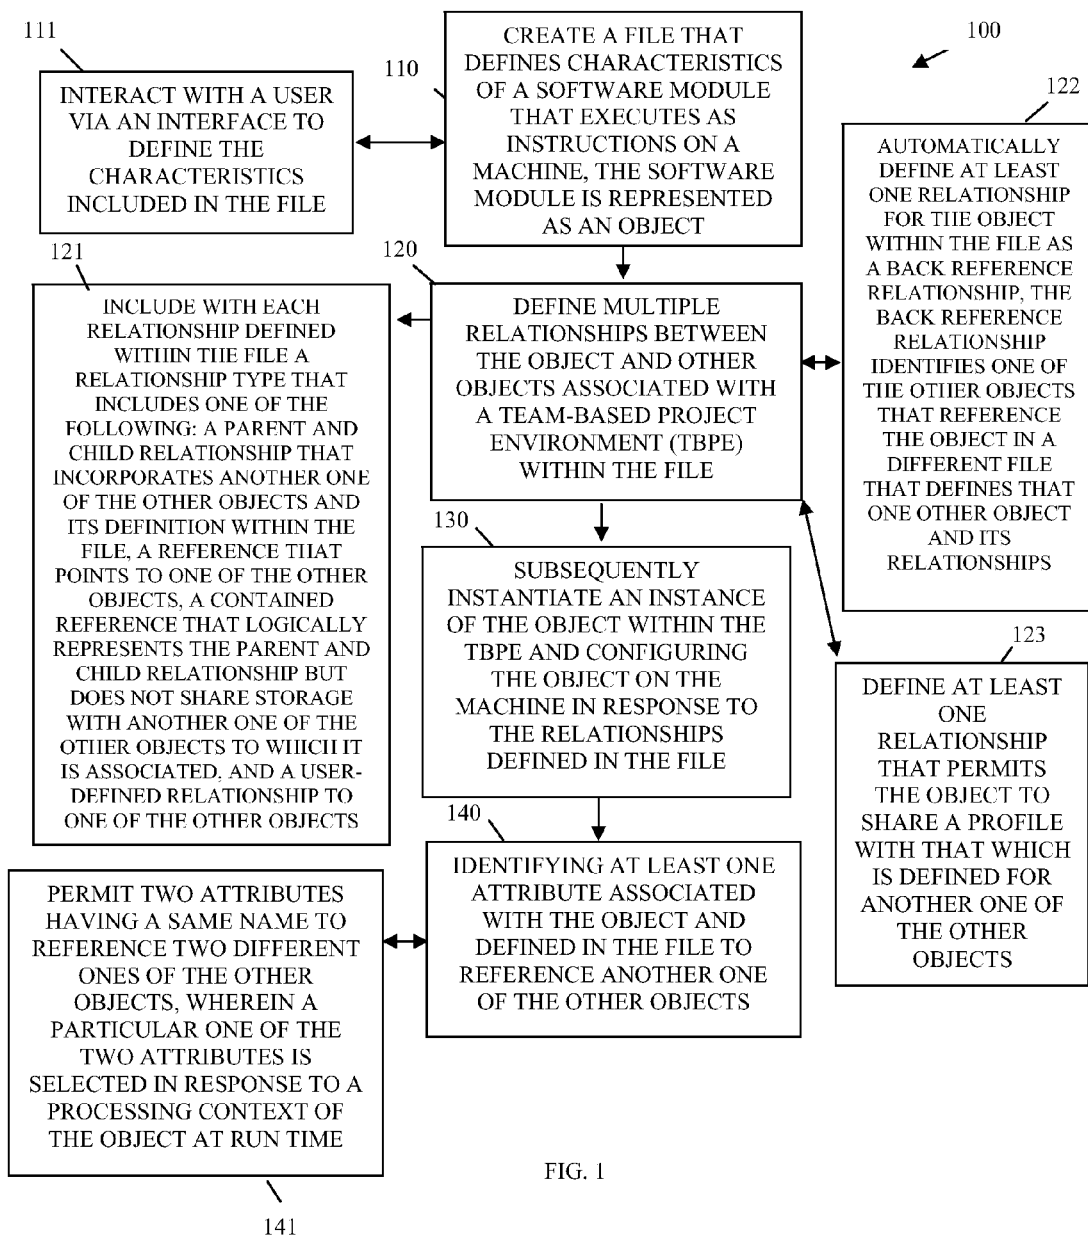 111
INTERACT WITH A USER
VIA AN INTERFACE TO
DEFINE THE
CHARACTERISTICS
INCLUDED IN THE FILE
110
CREATE A FILE THAT
DEFINES CHARACTERISTICS
OF A SOFTWARE MODULE
THAT EXECUTES AS
INSTRUCTIONS ON A
MACHINE, THE SOFTWARE
MODULE IS REPRESENTED
AS AN OBJECT
100
122
AUTOMATICALLY
DEFINE AT LEAST
ONE RELATIONSHIP
FOR THE OBJECT
WITHIN THE FILE AS
A BACK REFERENCE
RELATIONSHIP, THE
BACK REFERENCE
RELATIONSHIP
IDENTIFIES ONE OF
THE OTHER OBJECTS
THAT REFERENCE
THE OBJECT IN A
DIFFERENT FILE
THAT DEFINES THAT
ONE OTHER OBJECT
AND ITS
RELATIONSHIPS
121
INCLUDE WITH EACH
RELATIONSHIP DEFINED
WITHIN THE FILE A
RELATIONSHIP TYPE THAT
INCLUDES ONE OF THE
FOLLOWING: A PARENT AND
CHILD RELATIONSHIP THAT
INCORPORATES ANOTHER ONE
OF THE OTHER OBJECTS AND
ITS DEFINITION WITHIN THE
FILE, A REFERENCE THAT
POINTS TO ONE OF THE OTHER
OBJECTS, A CONTAINED
REFERENCE THAT LOGICALLY
REPRESENTS THE PARENT AND
CHILD RELATIONSHIP BUT
DOES NOT SHARE STORAGE
WITH ANOTHER ONE OF THE
OTHER OBJECTS TO WHICH IT
IS ASSOCIATED, AND A USER-
DEFINED RELATIONSHIP TO
ONE OF THE OTHER OBJECTS
120
DEFINE MULTIPLE
RELATIONSHIPS BETWEEN
THE OBJECT AND OTHER
OBJECTS ASSOCIATED WITH
A TEAM-BASED PROJECT
ENVIRONMENT (TBPE)
WITHIN THE FILE
130
SUBSEQUENTLY
INSTANTIATE AN INSTANCE
OF THE OBJECT WITHIN THE
TBPE AND CONFIGURING
THE OBJECT ON THE
MACHINE IN RESPONSE TO
THE RELATIONSHIPS
DEFINED IN THE FILE
123
DEFINE AT LEAST
ONE
RELATIONSHIP
THAT PERMITS
THE OBJECT TO
SHARE A PROFILE
WITH THAT WHICH
IS DEFINED FOR
ANOTHER ONE OF
THE OTHER
OBJECTS
140
IDENTIFYING AT LEAST ONE
ATTRIBUTE ASSOCIATED
WITH THE OBJECT AND
DEFINED IN THE FILE TO
REFERENCE ANOTHER ONE
OF THE OTHER OBJECTS
PERMIT TWO ATTRIBUTES
HAVING A SAME NAME TO
REFERENCE TWO DIFFERENT
ONES OF THE OTHER
OBJECTS, WHEREIN A
PARTICULAR ONE OF THE
TWO ATTRIBUTES IS
SELECTED IN RESPONSE TO A
PROCESSING CONTEXT OF
THE OBJECT AT RUN TIME
141
FIG. 1